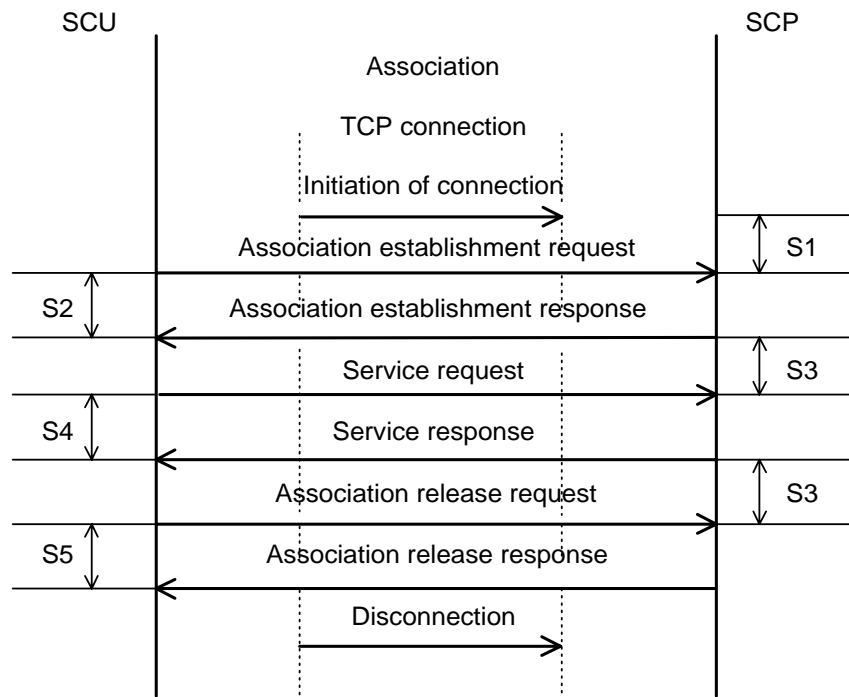 SCU
SCP
Association
TCP connection
Initiation of connection
Association establishment request
S1
S2
Association establishment response
Service request
S3
S4
Service response
Association release request
S3
S5
Association release response
Disconnection